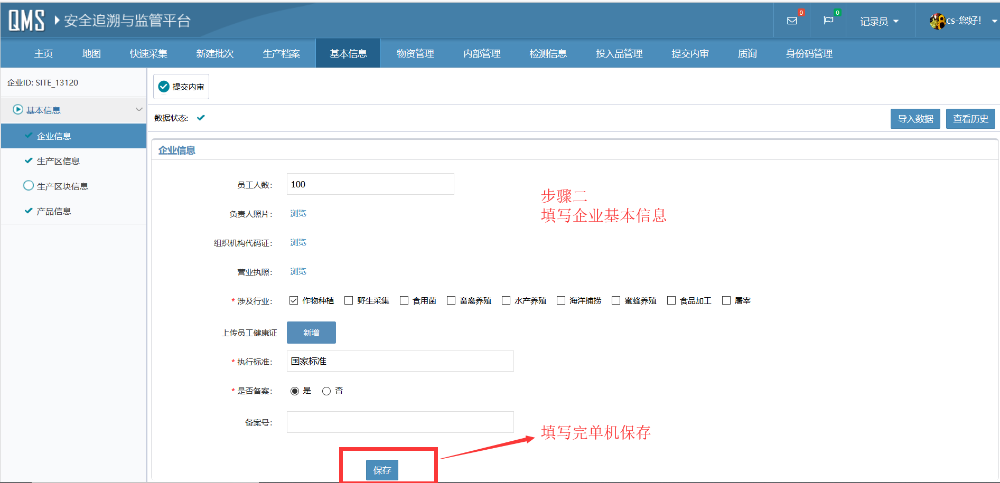 QMS 安全追溯与监管平台 0 0 记录员 cs-您好!
主页 地图 快速采集 新建批次 生产档案 基本信息 物资管理 内部管理 检测信息 投入品管理 提交内审 质询 身份码管理
企业ID: SITE_13120
基本信息
企业信息
生产区信息
生产区块信息
产品信息
提交内审
数据状态: 导入数据 查看历史
企业信息
员工人数: 100
步骤二
填写企业基本信息
负责人照片: 浏览
组织机构代码证: 浏览
营业执照: 浏览
* 涉及行业: 作物种植 野生采集 食用菌 畜禽养殖 水产养殖 海洋捕捞 蜜蜂养殖 食品加工 屠宰
上传员工健康证 新增
* 执行标准: 国家标准
* 是否备案: 是 否
备案号:
填写完单机保存
保存